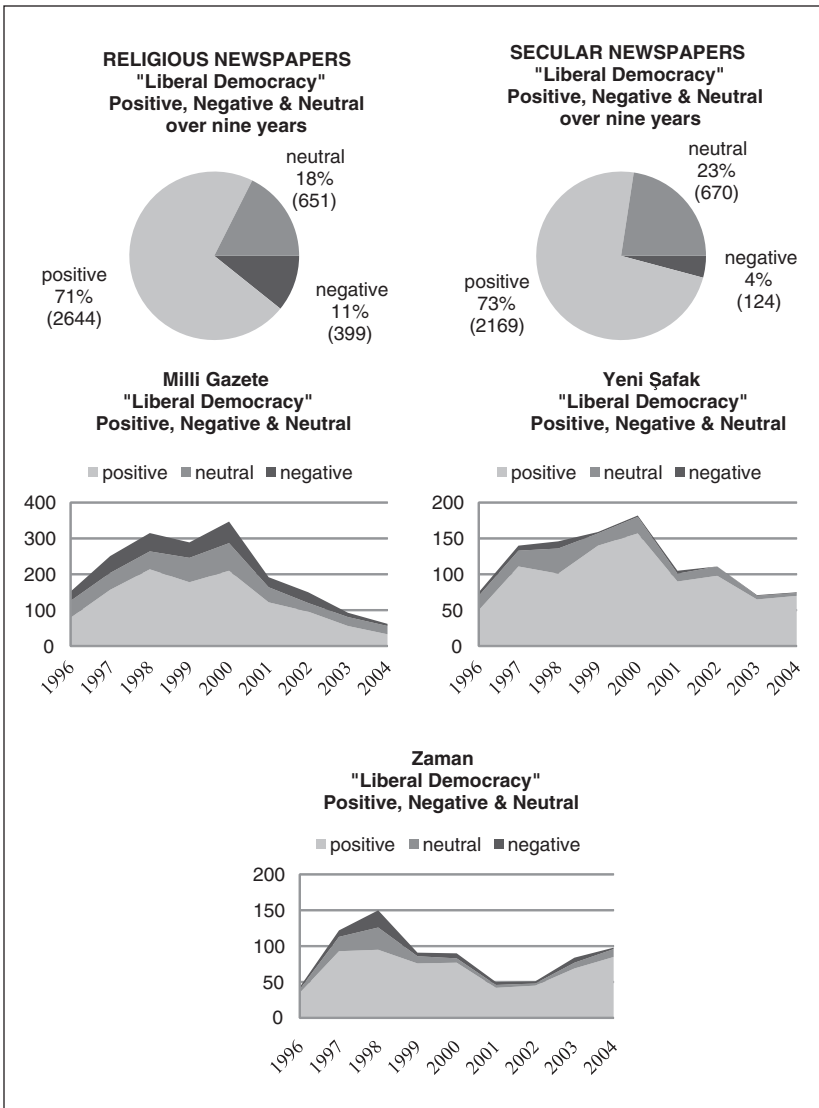 RELIGIOUS NEWSPAPERS
"Liberal Democracy"
Positive, Negative & Neutral
over nine years
neutral
18%
(651)
positive
71%
(2644)
negative
11%
(399)
SECULAR NEWSPAPERS
"Liberal Democracy"
Positive, Negative & Neutral
over nine years
neutral
23%
(670)
negative
4%
(124)
positive
73%
(2169)
Milli Gazete
"Liberal Democracy"
Positive, Negative & Neutral
positive neutral negative
400
300
200
100
0
1996 1997 1998 1999 2000 2001 2002 2003 2004
Yeni Şafak
"Liberal Democracy"
Positive, Negative & Neutral
positive neutral negative
200
150
100
50
0
1996 1997 1998 1999 2000 2001 2002 2003 2004
Zaman
"Liberal Democracy"
Positive, Negative & Neutral
positive neutral negative
200
150
100
50
0
1996 1997 1998 1999 2000 2001 2002 2003 2004